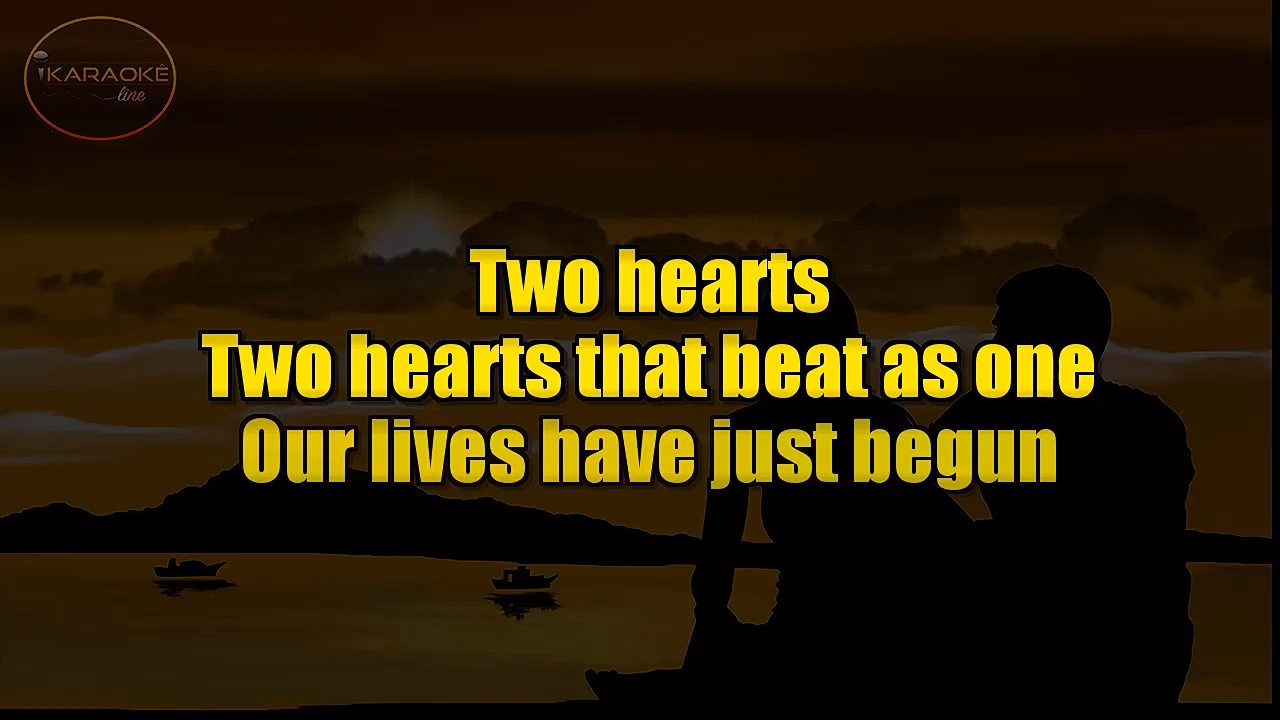 KARAOKÊ
line
Two hearts
Two hearts that beat as one
Our lives have just begun